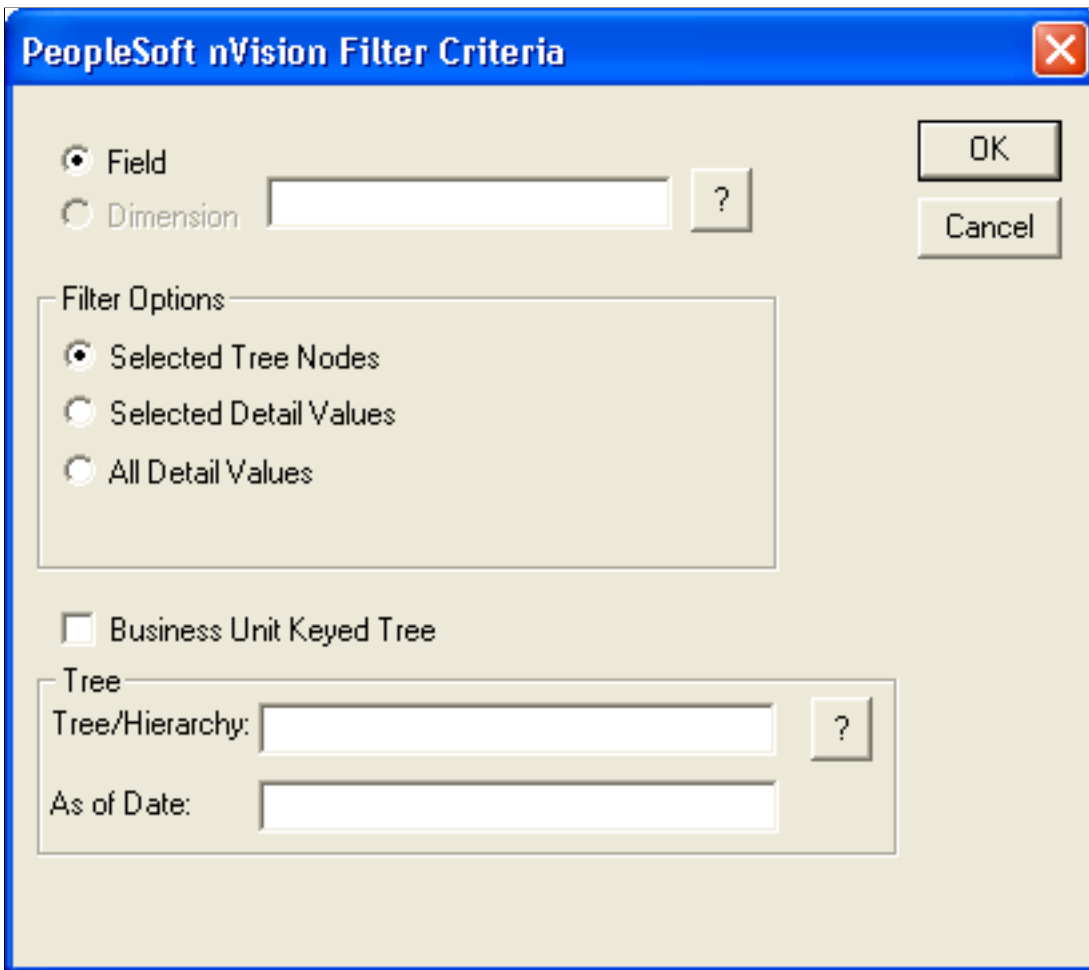 PeopleSoft nVision Filter Criteria
Field
OK
Dimension
?
Cancel
Filter Options
Selected Tree Nodes
Selected Detail Values
All Detail Values
Business Unit Keyed Tree
Tree
Tree/Hierarchy:
?
As of Date: